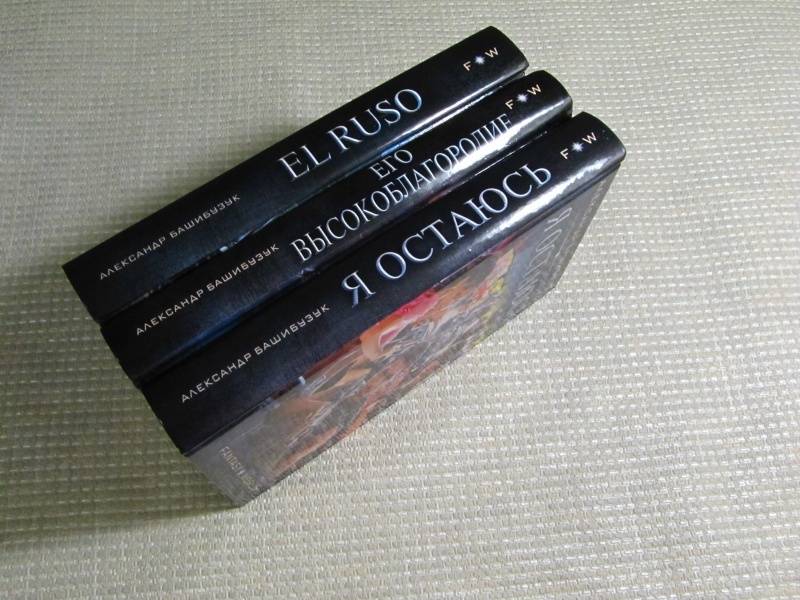 АЛЕКСАНДР БАШИБУЗУК
EL RUSO
F W
АЛЕКСАНДР БАШИБУЗУК
ЕГО
ВЫСОКОБЛАГОРОДИЕ
F W
АЛЕКСАНДР БАШИБУЗУК
Я ОСТАЮСЬ
F W